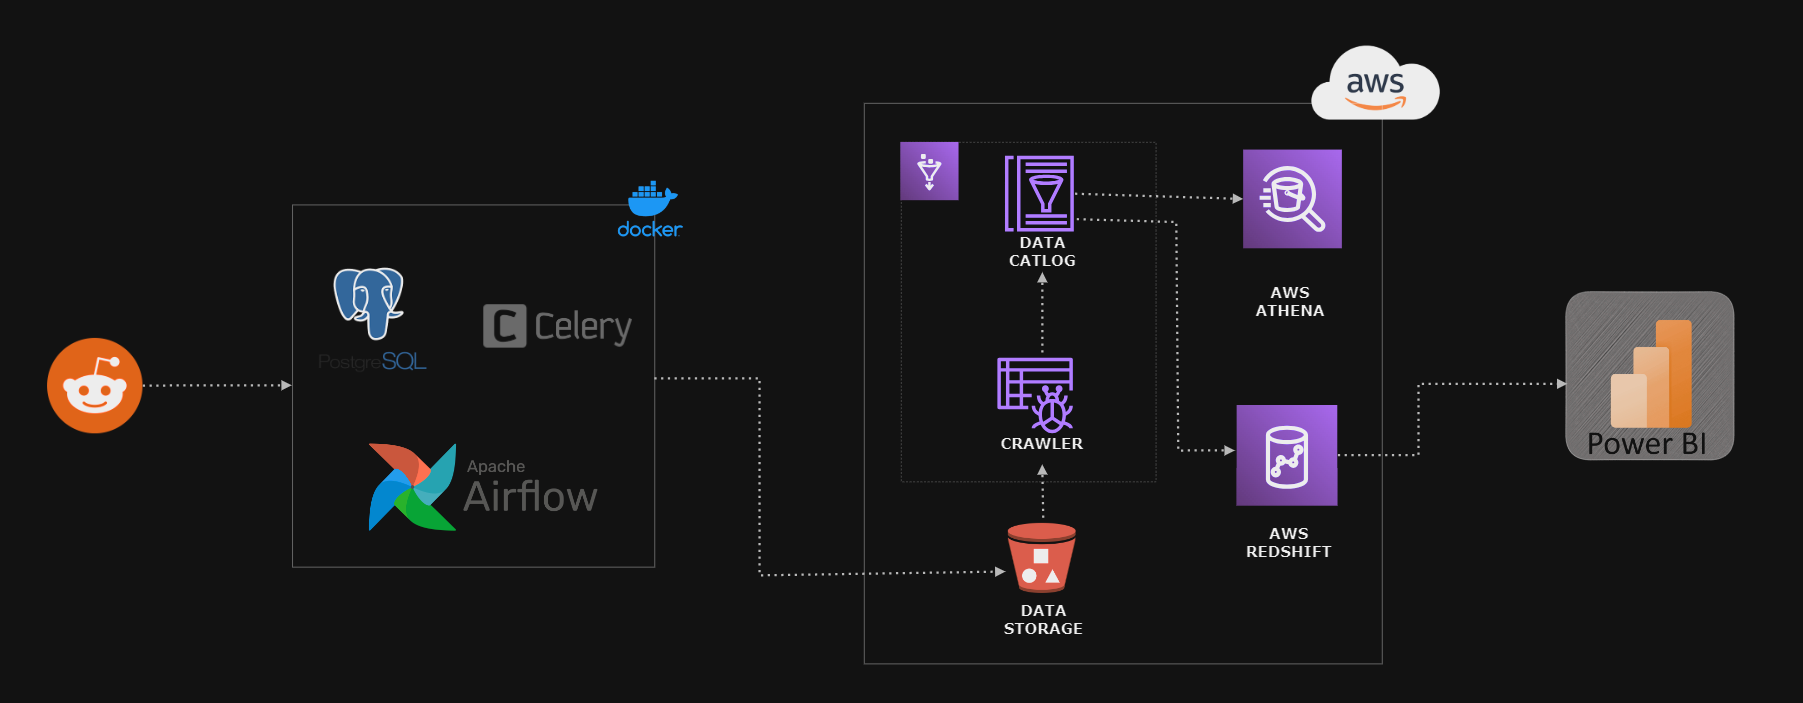 aws
docker
PostgreSQL
Celery
Apache
Airflow
DATA
CATLOG
CRAWLER
DATA
STORAGE
AWS
ATHENA
AWS
REDSHIFT
Power BI